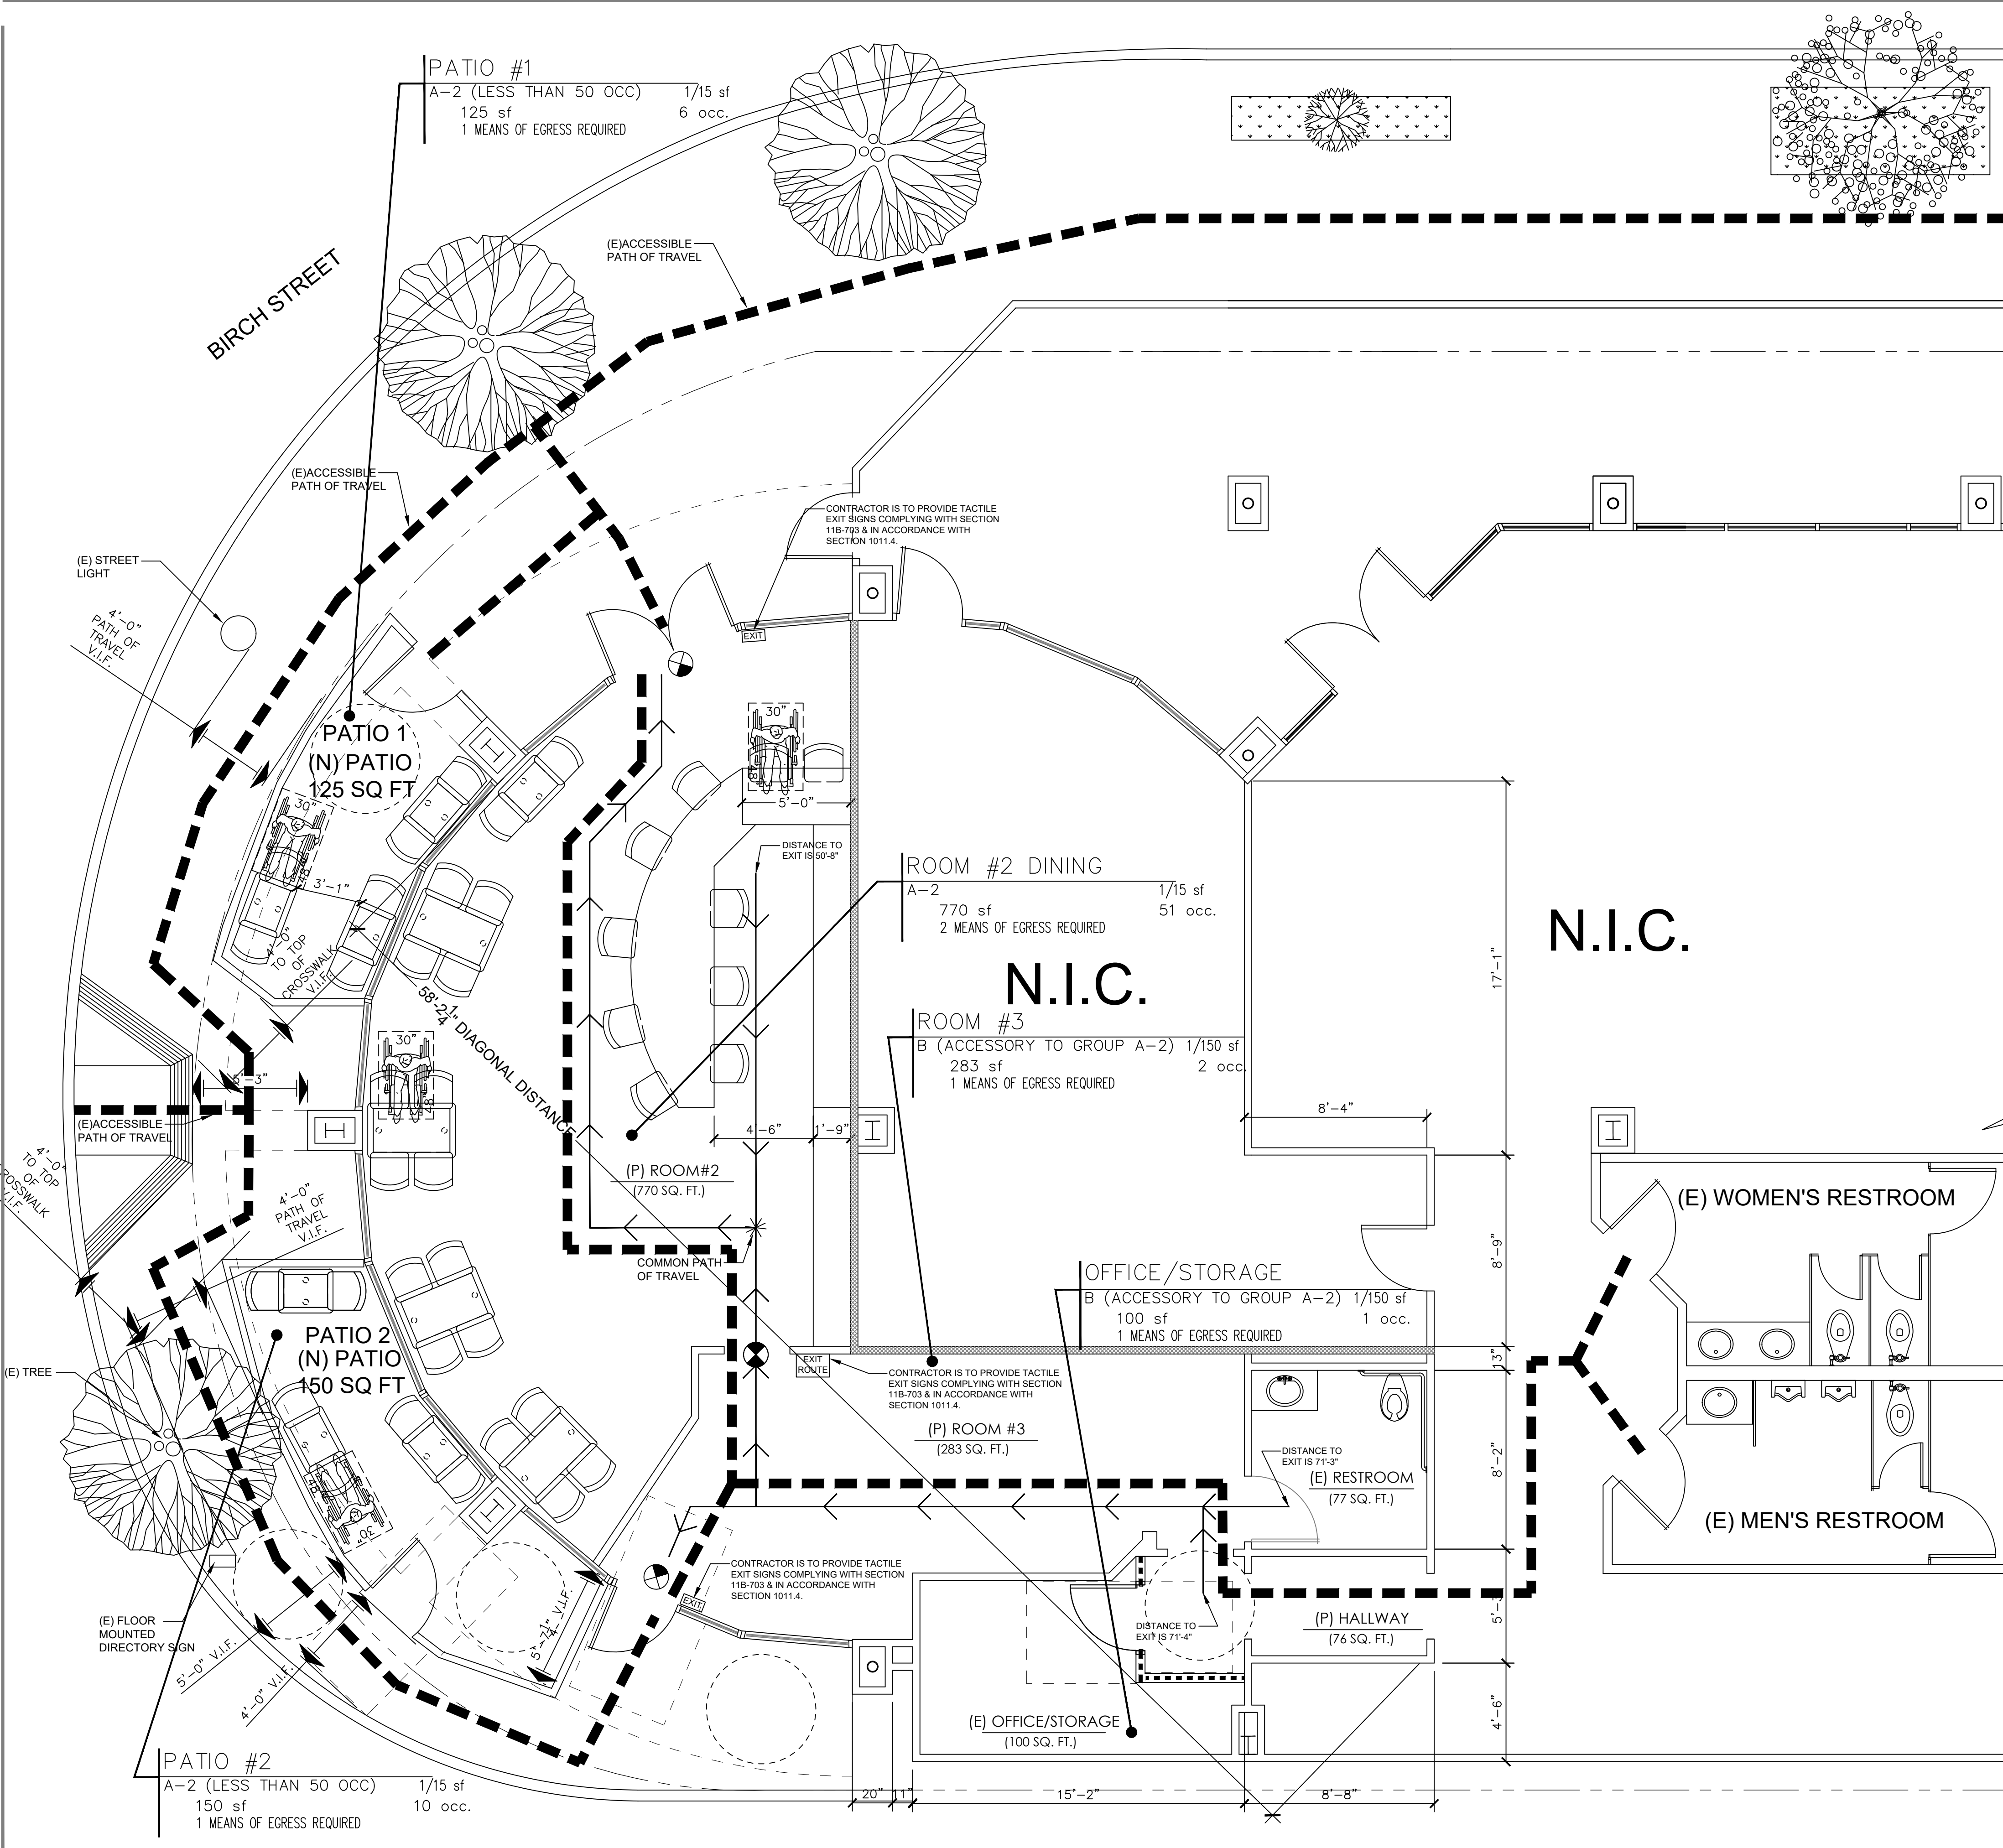 PATIO #1
A-2 (LESS THAN 50 OCC) 1/15 sf
125 sf 6 occ.
1 MEANS OF EGRESS REQUIRED
BIRCH STREET
(E)ACCESSIBLE
PATH OF TRAVEL
(E)ACCESSIBLE
PATH OF TRAVEL
CONTRACTOR IS TO PROVIDE TACTILE
EXIT SIGNS COMPLYING WITH SECTION
11B-703 & IN ACCORDANCE WITH
SECTION 1011.4.
(E) STREET
LIGHT
4'-0"
PATH OF
TRAVEL
V.I.F.
EXIT
30"
48"
5'-0"
PATIO 1
(N) PATIO
125 SQ FT
30"
48"
3'-1"
DISTANCE TO
EXIT IS 50'-8"
ROOM #2 DINING
A-2 1/15 sf
770 sf 51 occ.
2 MEANS OF EGRESS REQUIRED
4'-0"
TO TOP
OF
CROSSWALK
V.I.F.
58'-2 1/4" DIAGONAL DISTANCE
N.I.C.
N.I.C.
17'-1"
ROOM #3
B (ACCESSORY TO GROUP A-2) 1/150 sf
283 sf 2 occ.
1 MEANS OF EGRESS REQUIRED
30"
48"
5'-3"
8'-4"
(E)ACCESSIBLE
PATH OF TRAVEL
4'-6"
1'-9"
4'-0"
TO TOP
OF
CROSSWALK
V.I.F.
(P) ROOM#2
(770 SQ. FT.)
4'-0"
PATH OF
TRAVEL
V.I.F.
(E) WOMEN'S RESTROOM
8'-9"
COMMON PATH
OF TRAVEL
OFFICE/STORAGE
B (ACCESSORY TO GROUP A-2) 1/150 sf
100 sf 1 occ.
1 MEANS OF EGRESS REQUIRED
PATIO 2
(N) PATIO
150 SQ FT
(E) TREE
EXIT
ROUTE
CONTRACTOR IS TO PROVIDE TACTILE
EXIT SIGNS COMPLYING WITH SECTION
11B-703 & IN ACCORDANCE WITH
SECTION 1011.4.
13"
(P) ROOM #3
(283 SQ. FT.)
DISTANCE TO
EXIT IS 71'-3"
8'-2"
(E) RESTROOM
(77 SQ. FT.)
48"
30"
(E) MEN'S RESTROOM
CONTRACTOR IS TO PROVIDE TACTILE
EXIT SIGNS COMPLYING WITH SECTION
11B-703 & IN ACCORDANCE WITH
SECTION 1011.4.
EXIT
(E) FLOOR
MOUNTED
DIRECTORY SIGN
DISTANCE TO
EXIT IS 71'-4"
(P) HALLWAY
(76 SQ. FT.)
5'-0" V.I.F.
4'-0" V.I.F.
4'-6"
(E) OFFICE/STORAGE
(100 SQ. FT.)
PATIO #2
A-2 (LESS THAN 50 OCC) 1/15 sf
150 sf 10 occ.
1 MEANS OF EGRESS REQUIRED
20"
11"
15'-2"
8'-8"